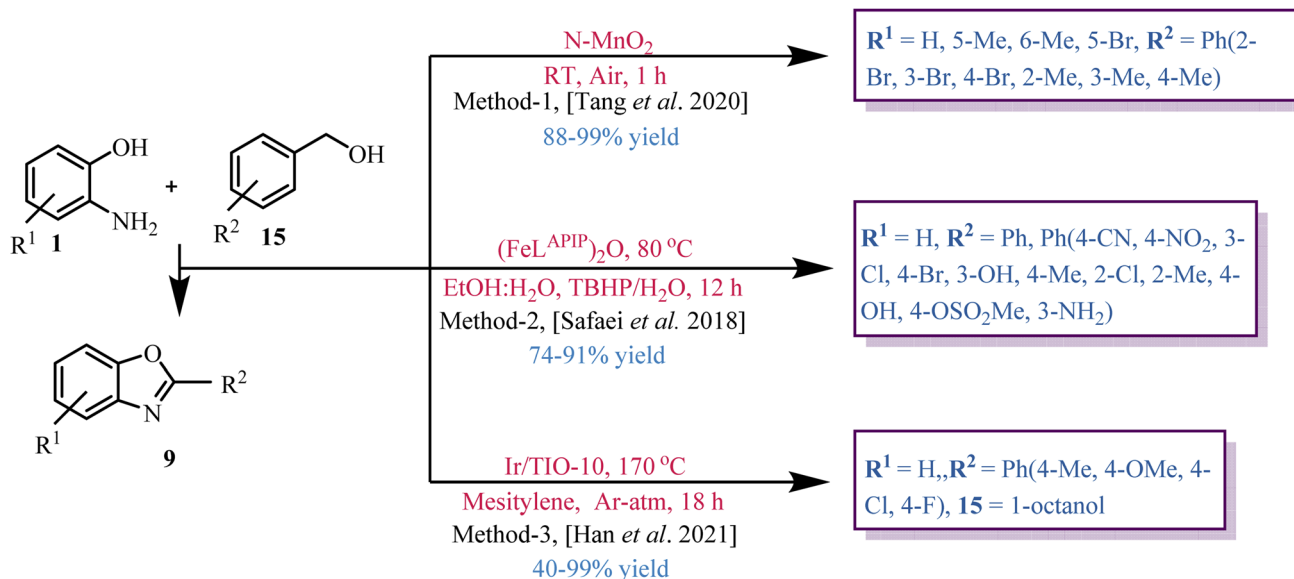 OH
NH₂
R¹
1
+
OH
R²
15
O
N
R²
R¹
9
N-MnO₂
RT, Air, 1 h
Method-1, [Tang et al. 2020]
88-99% yield
R¹ = H, 5-Me, 6-Me, 5-Br, R² = Ph(2-
Br, 3-Br, 4-Br, 2-Me, 3-Me, 4-Me)
(FeLᴬᴾᴵᴾ)₂O, 80 ᵒC
EtOH:H₂O, TBHP/H₂O, 12 h
Method-2, [Safaei et al. 2018]
74-91% yield
R¹ = H, R² = Ph, Ph(4-CN, 4-NO₂, 3-
Cl, 4-Br, 3-OH, 4-Me, 2-Cl, 2-Me, 4-
OH, 4-OSO₂Me, 3-NH₂)
Ir/TIO-10, 170 ᵒC
Mesitylene, Ar-atm, 18 h
Method-3, [Han et al. 2021]
40-99% yield
R¹ = H,,R² = Ph(4-Me, 4-OMe, 4-
Cl, 4-F), 15 = 1-octanol